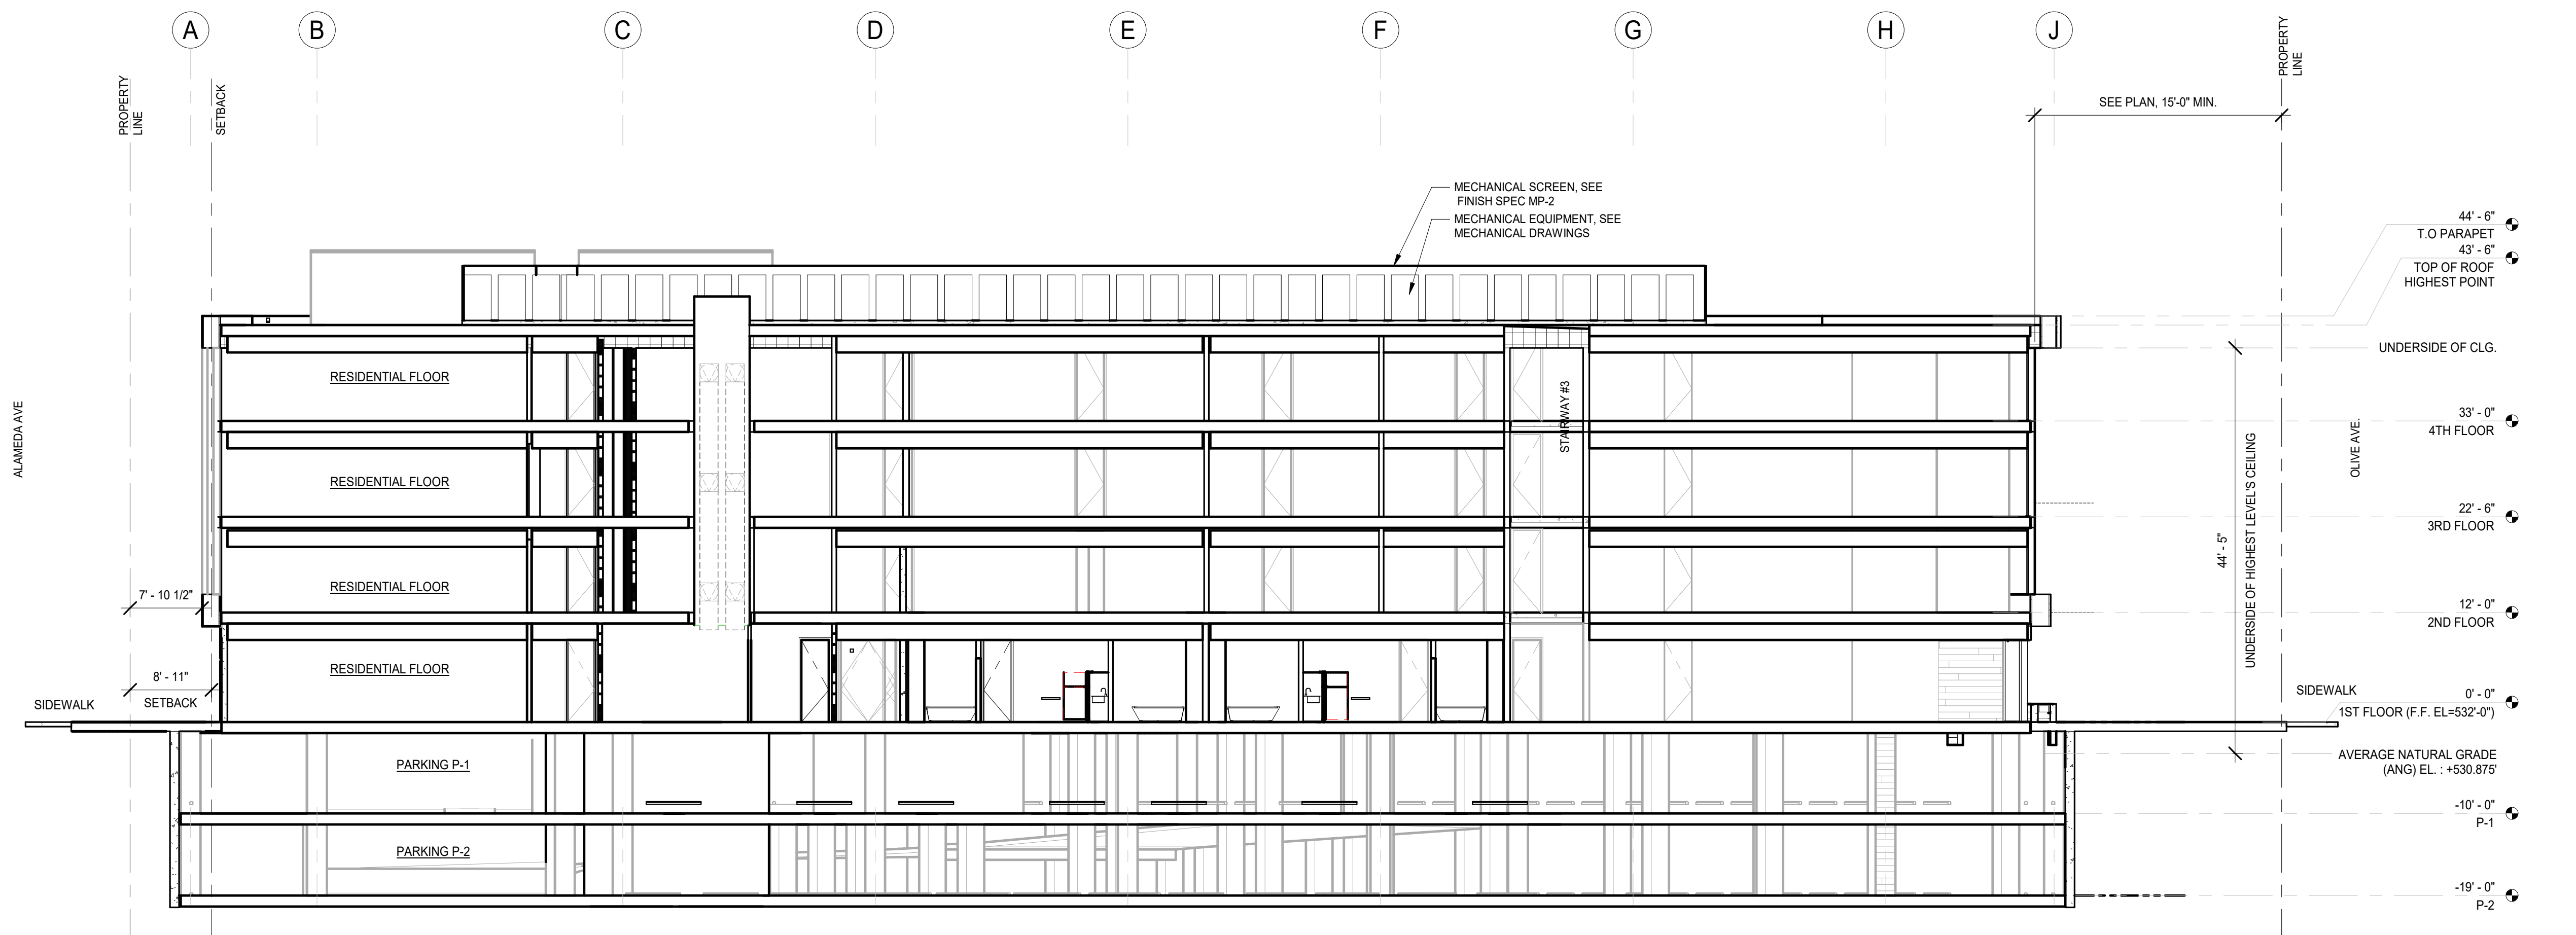 A
B
C
D
E
F
G
H
J
PROPERTY
LINE
SETBACK
PROPERTY
LINE
SEE PLAN, 15'-0" MIN.
MECHANICAL SCREEN, SEE
FINISH SPEC MP-2
MECHANICAL EQUIPMENT, SEE
MECHANICAL DRAWINGS
44' - 6"
T.O PARAPET
43' - 6"
TOP OF ROOF
HIGHEST POINT
UNDERSIDE OF CLG.
RESIDENTIAL FLOOR
STAIRWAY #3
ALAMEDA AVE
OLIVE AVE.
33' - 0"
4TH FLOOR
RESIDENTIAL FLOOR
UNDERSIDE OF HIGHEST LEVEL'S CEILING
44' - 5"
22' - 6"
3RD FLOOR
RESIDENTIAL FLOOR
7' - 10 1/2"
12' - 0"
2ND FLOOR
RESIDENTIAL FLOOR
8' - 11"
SETBACK
SIDEWALK
SIDEWALK
0' - 0"
1ST FLOOR (F.F. EL=532'-0")
PARKING P-1
AVERAGE NATURAL GRADE
(ANG) EL. : +530.875'
-10' - 0"
P-1
PARKING P-2
-19' - 0"
P-2